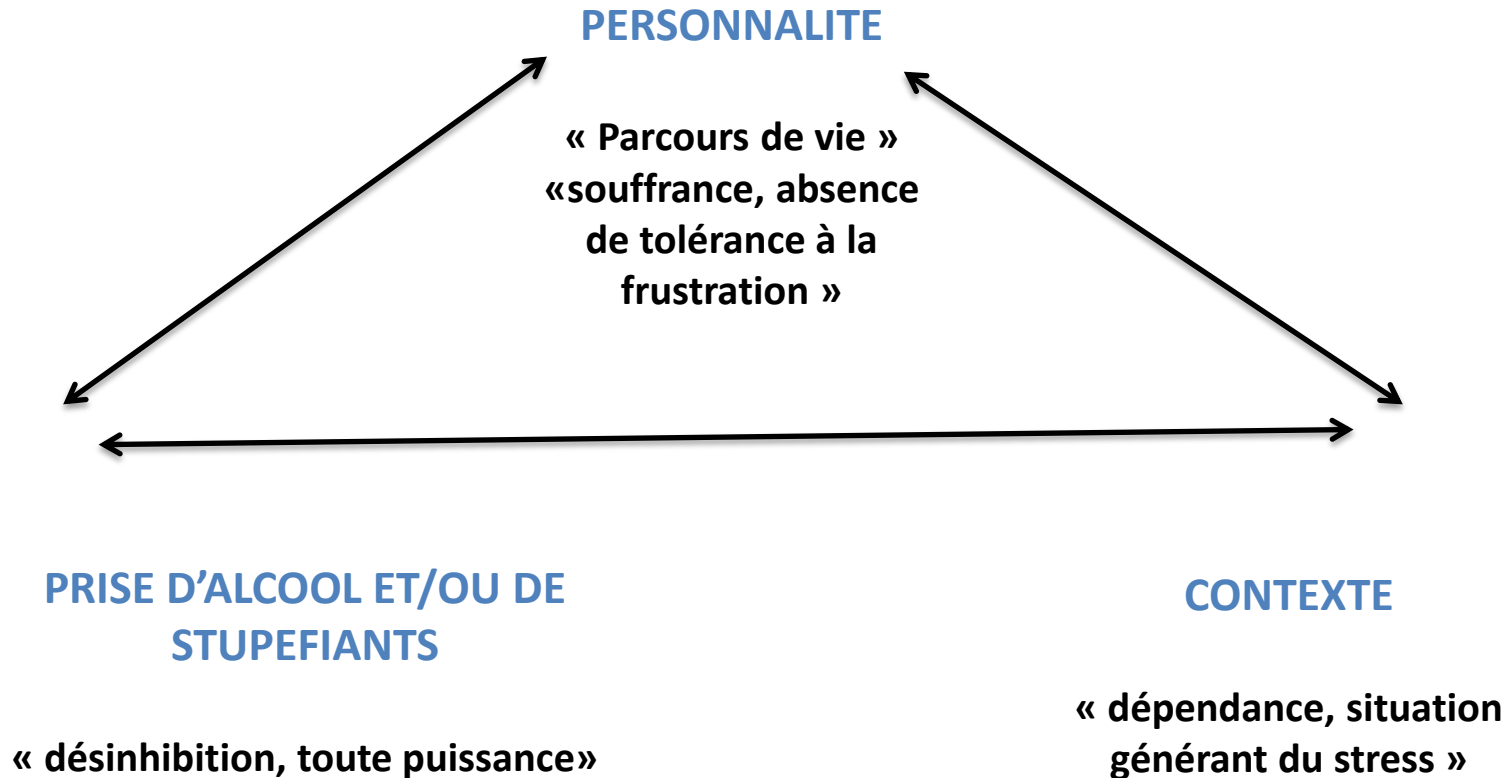 PERSONNALITE
« Parcours de vie »
«souffrance, absence
de tolérance à la
frustration »
PRISE D’ALCOOL ET/OU DE
STUPEFIANTS
« désinhibition, toute puissance»
CONTEXTE
« dépendance, situation
générant du stress »